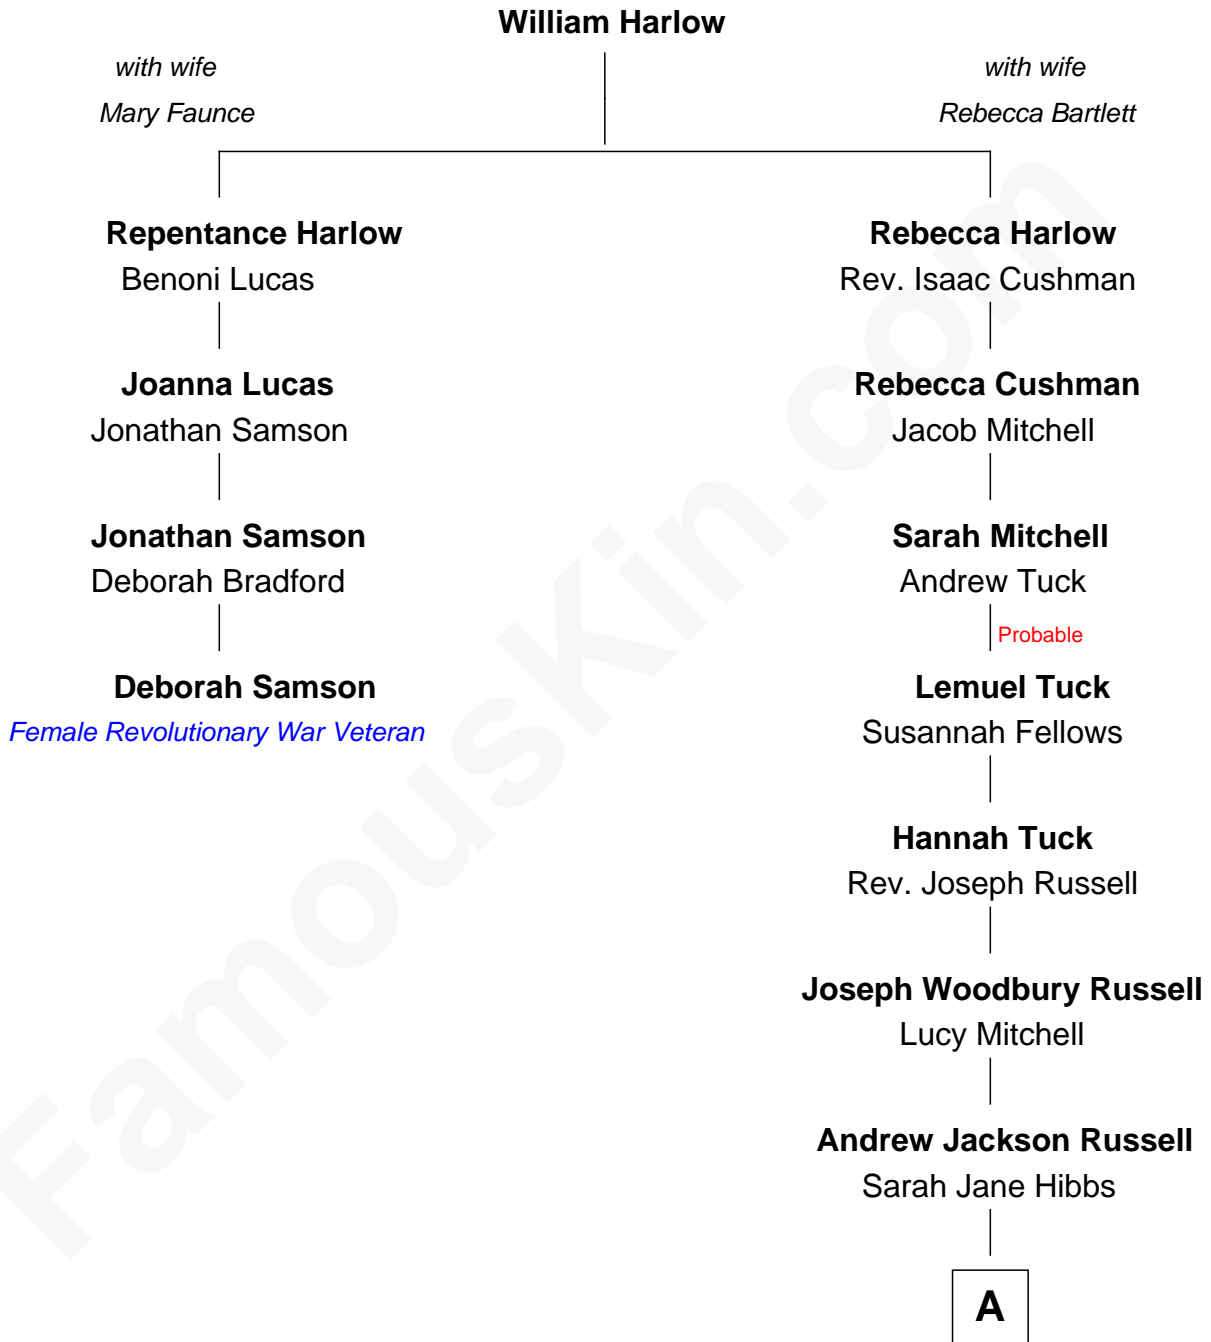 William Harlow
with wife
Mary Faunce
with wife
Rebecca Bartlett
Repentance Harlow
Benoni Lucas
Rebecca Harlow
Rev. Isaac Cushman
Joanna Lucas
Jonathan Samson
Rebecca Cushman
Jacob Mitchell
Jonathan Samson
Deborah Bradford
Sarah Mitchell
Andrew Tuck
Probable
Deborah Samson
Female Revolutionary War Veteran
Lemuel Tuck
Susannah Fellows
Hannah Tuck
Rev. Joseph Russell
Joseph Woodbury Russell
Lucy Mitchell
Andrew Jackson Russell
Sarah Jane Hibbs
A
FamousKin.com